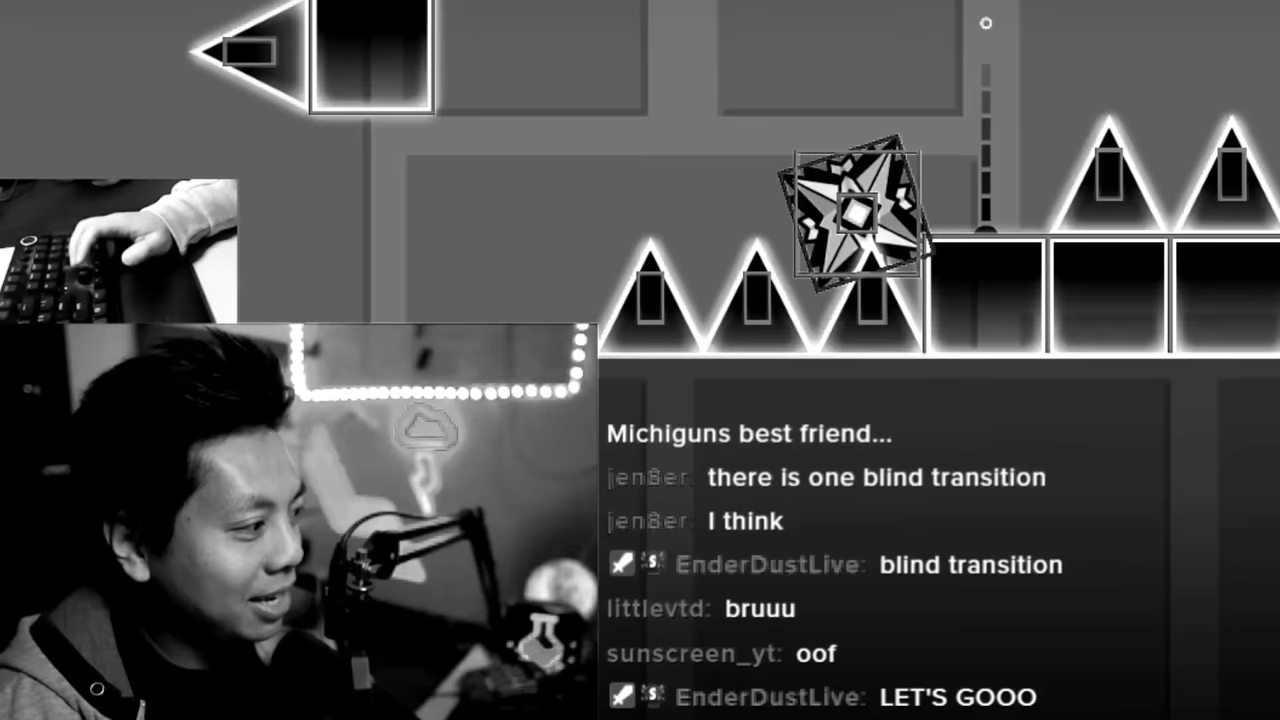 Michiguns best friend...
jen8er: there is one blind transition
jen8er: I think
EnderDustLive: blind transition
littlevtd: bruuu
sunscreen_yt: oof
EnderDustLive: LET'S GOOO